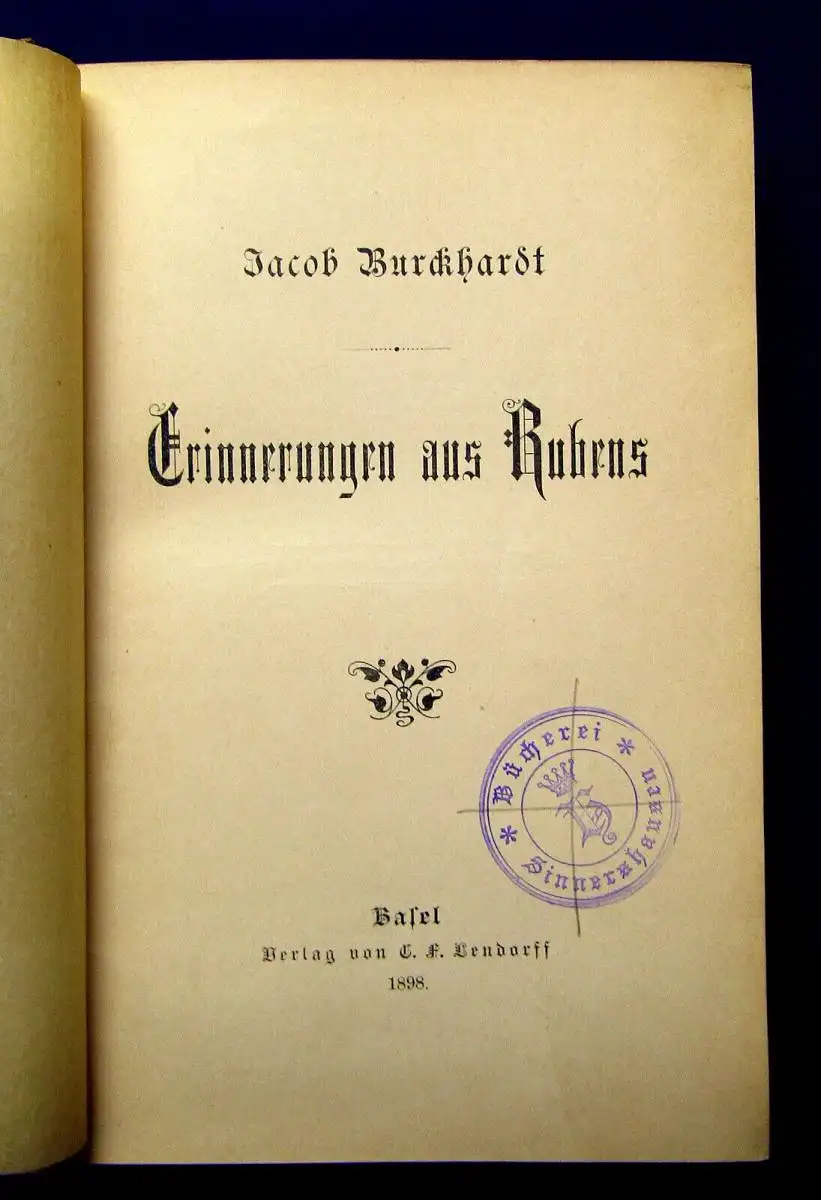 Jacob Burckhardt
Erinnerungen aus Rubens
* Bücherei *
Sinnershausen
Basel
Verlag von C. F. Lendorff
1898.